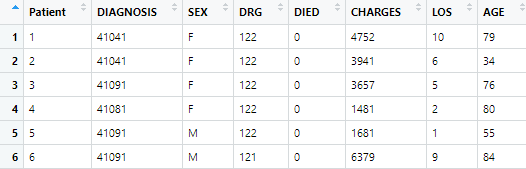 Patient DIAGNOSIS SEX DRG DIED CHARGES LOS AGE
1 1 41041 F 122 0 4752 10 79
2 2 41041 F 122 0 3941 6 34
3 3 41091 F 122 0 3657 5 76
4 4 41081 F 122 0 1481 2 80
5 5 41091 M 122 0 1681 1 55
6 6 41091 M 121 0 6379 9 84